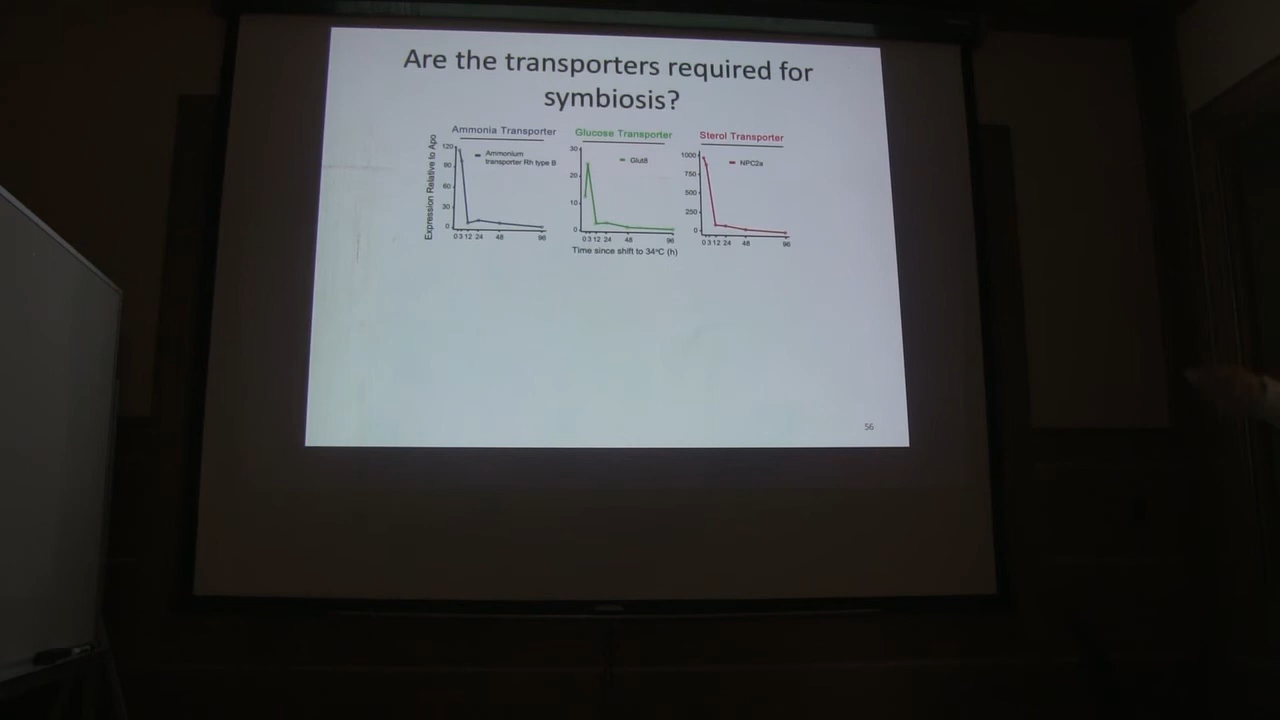 Are the transporters required for
symbiosis?
Ammonia Transporter
Expression Relative to Apo
120
90
60
30
0
Ammonium
transporter Rh type B
0 3 12 24 48 96
Glucose Transporter
30
20
10
0
Glut8
0 3 12 24 48 96
Time since shift to 34°C (h)
Sterol Transporter
1000
750
500
250
0
NPC2a
0 3 12 24 48 96
56